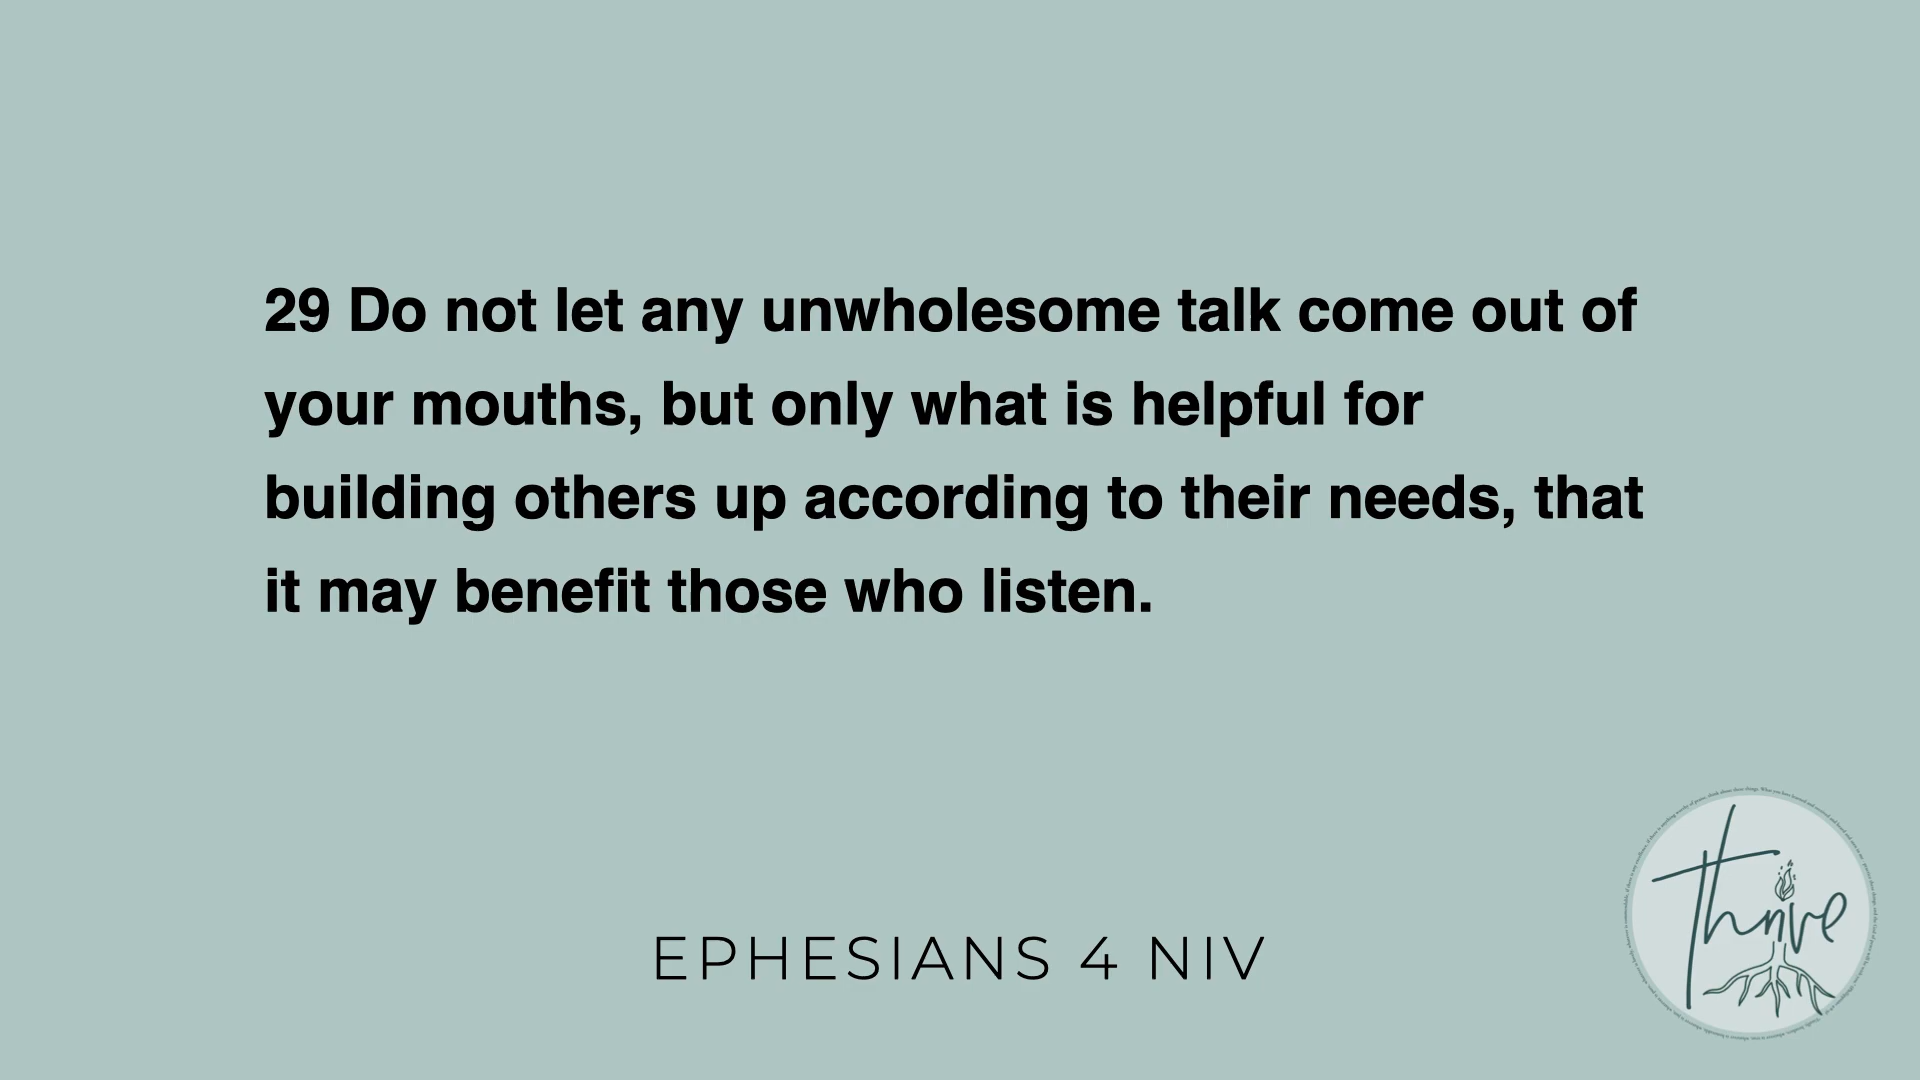 29 Do not let any unwholesome talk come out of
your mouths, but only what is helpful for
building others up according to their needs, that
it may benefit those who listen.
EPHESIANS 4 NIV
thrive